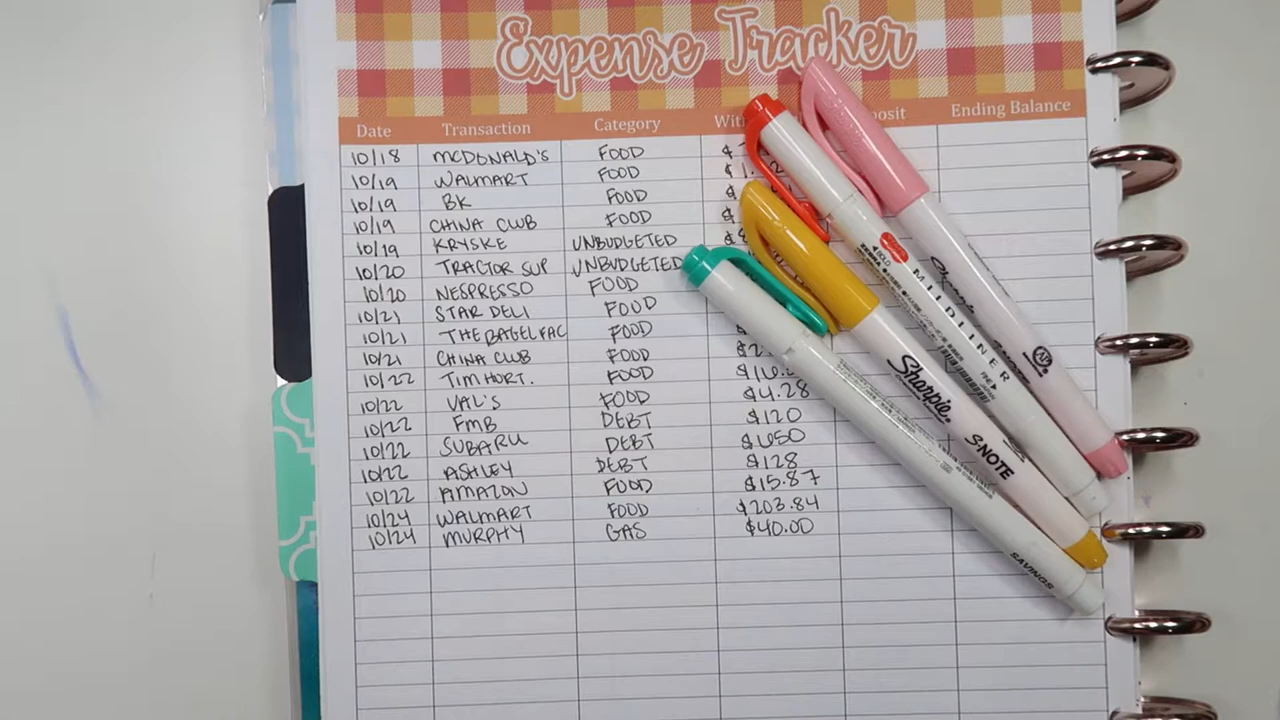 Expense Tracker
Date Transaction Category Ending Balance
10/18 MCDONALD'S FOOD
10/19 WALMART FOOD
10/19 BK FOOD
10/19 CHINA CLUB FOOD
10/19 KRYSKE UNBUDGETED
10/20 TRACTOR SUP UNBUDGETED
10/20 NESPRESSO FOOD
10/21 STAR DELI FOOD
10/21 THE BAGEL FAC FOOD
10/21 CHINA CLUB FOOD
10/22 TIM HORT. FOOD
10/22 VAL'S FOOD $4.28
10/22 FMB DEBT $120
10/22 SUBARU DEBT $650
10/22 ASHLEY DEBT $128
10/22 AMAZON FOOD $15.87
10/24 WALMART FOOD $203.84
10/24 MURPHY GAS $40.00
MILDLINER
ZEBRA
Sharpie
S·NOTE
SAVINGS